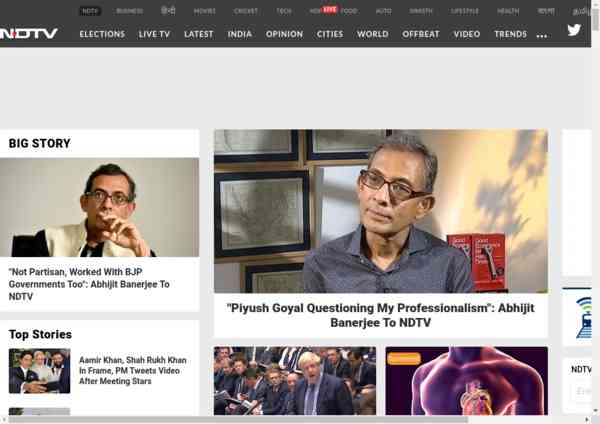 NDTV BUSINESS हिन्दी MOVIES CRICKET TECH LIVE FOOD AUTO SWASTH LIFESTYLE HEALTH বাংলা
NDTV ELECTIONS LIVE TV LATEST INDIA OPINION CITIES WORLD OFFBEAT VIDEO TRENDS ...
BIG STORY
"Not Partisan, Worked With BJP
Governments Too": Abhijit Banerjee To
NDTV
"Piyush Goyal Questioning My Professionalism": Abhijit
Banerjee To NDTV
Top Stories
Aamir Khan, Shah Rukh Khan
In Frame, PM Tweets Video
After Meeting Stars
Sponsored
NDTV